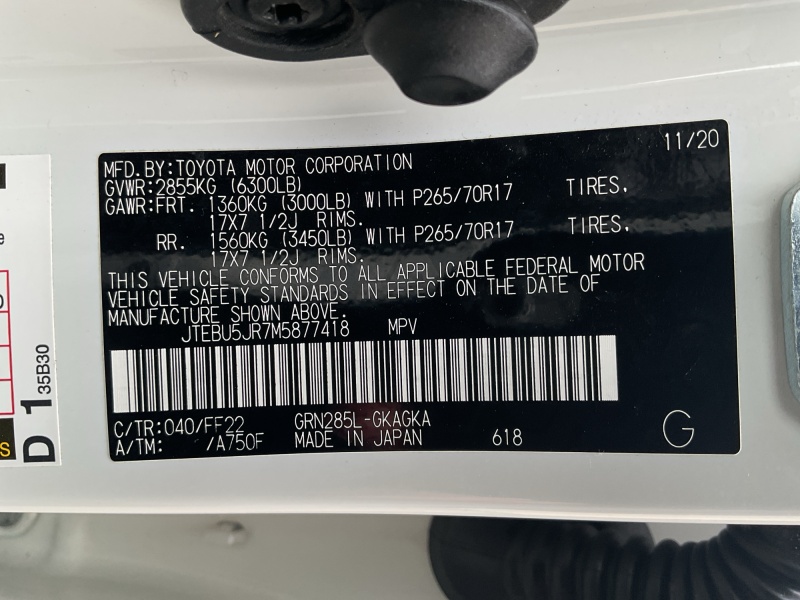 11/20
MFD.BY:TOYOTA MOTOR CORPORATION
GVWR:2855KG (6300LB)
GAWR:FRT. 1360KG (3000LB) WITH P265/70R17 TIRES,
17X7 1/2J RIMS.
RR. 1560KG (3450LB) WITH P265/70R17 TIRES,
17X7 1/2J RIMS.
THIS VEHICLE CONFORMS TO ALL APPLICABLE FEDERAL MOTOR
VEHICLE SAFETY STANDARDS IN EFFECT ON THE DATE OF
MANUFACTURE SHOWN ABOVE.
JTEBU5JR7M5877418 MPV
C/TR:040/FF22 GRN285L-GKAGKA
A/TM: /A750F MADE IN JAPAN 618
G
D 1 35B30